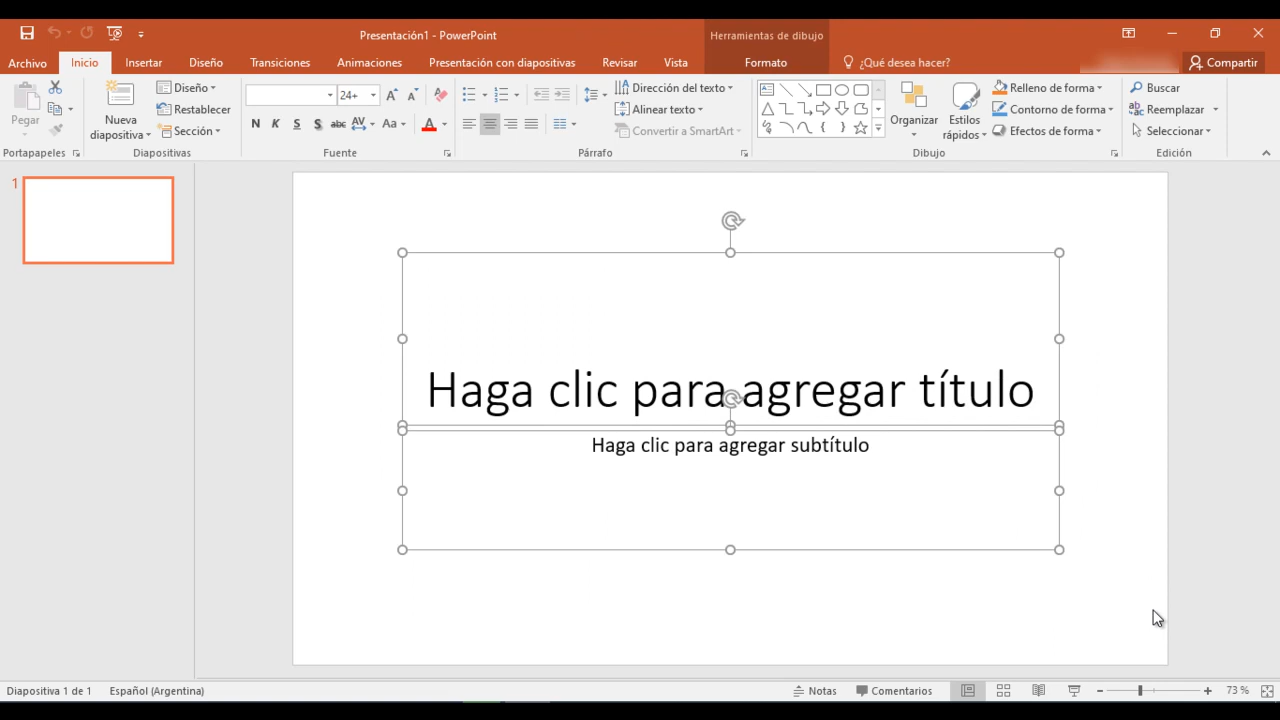 Presentación1 - PowerPoint
Herramientas de dibujo
Archivo Inicio Insertar Diseño Transiciones Animaciones Presentación con diapositivas Revisar Vista Formato ¿Qué desea hacer? Compartir
Pegar
Portapapeles
Nueva diapositiva
Diseño
Restablecer
Sección
Diapositivas
24+
N K S S abc AV Aa A
Fuente
Dirección del texto
Alinear texto
Convertir a SmartArt
Párrafo
Organizar
Estilos rápidos
Relleno de forma
Contorno de forma
Efectos de forma
Dibujo
Buscar
Reemplazar
Seleccionar
Edición
1
Haga clic para agregar título
Haga clic para agregar subtítulo
Diapositiva 1 de 1 Español (Argentina) Notas Comentarios 73 %